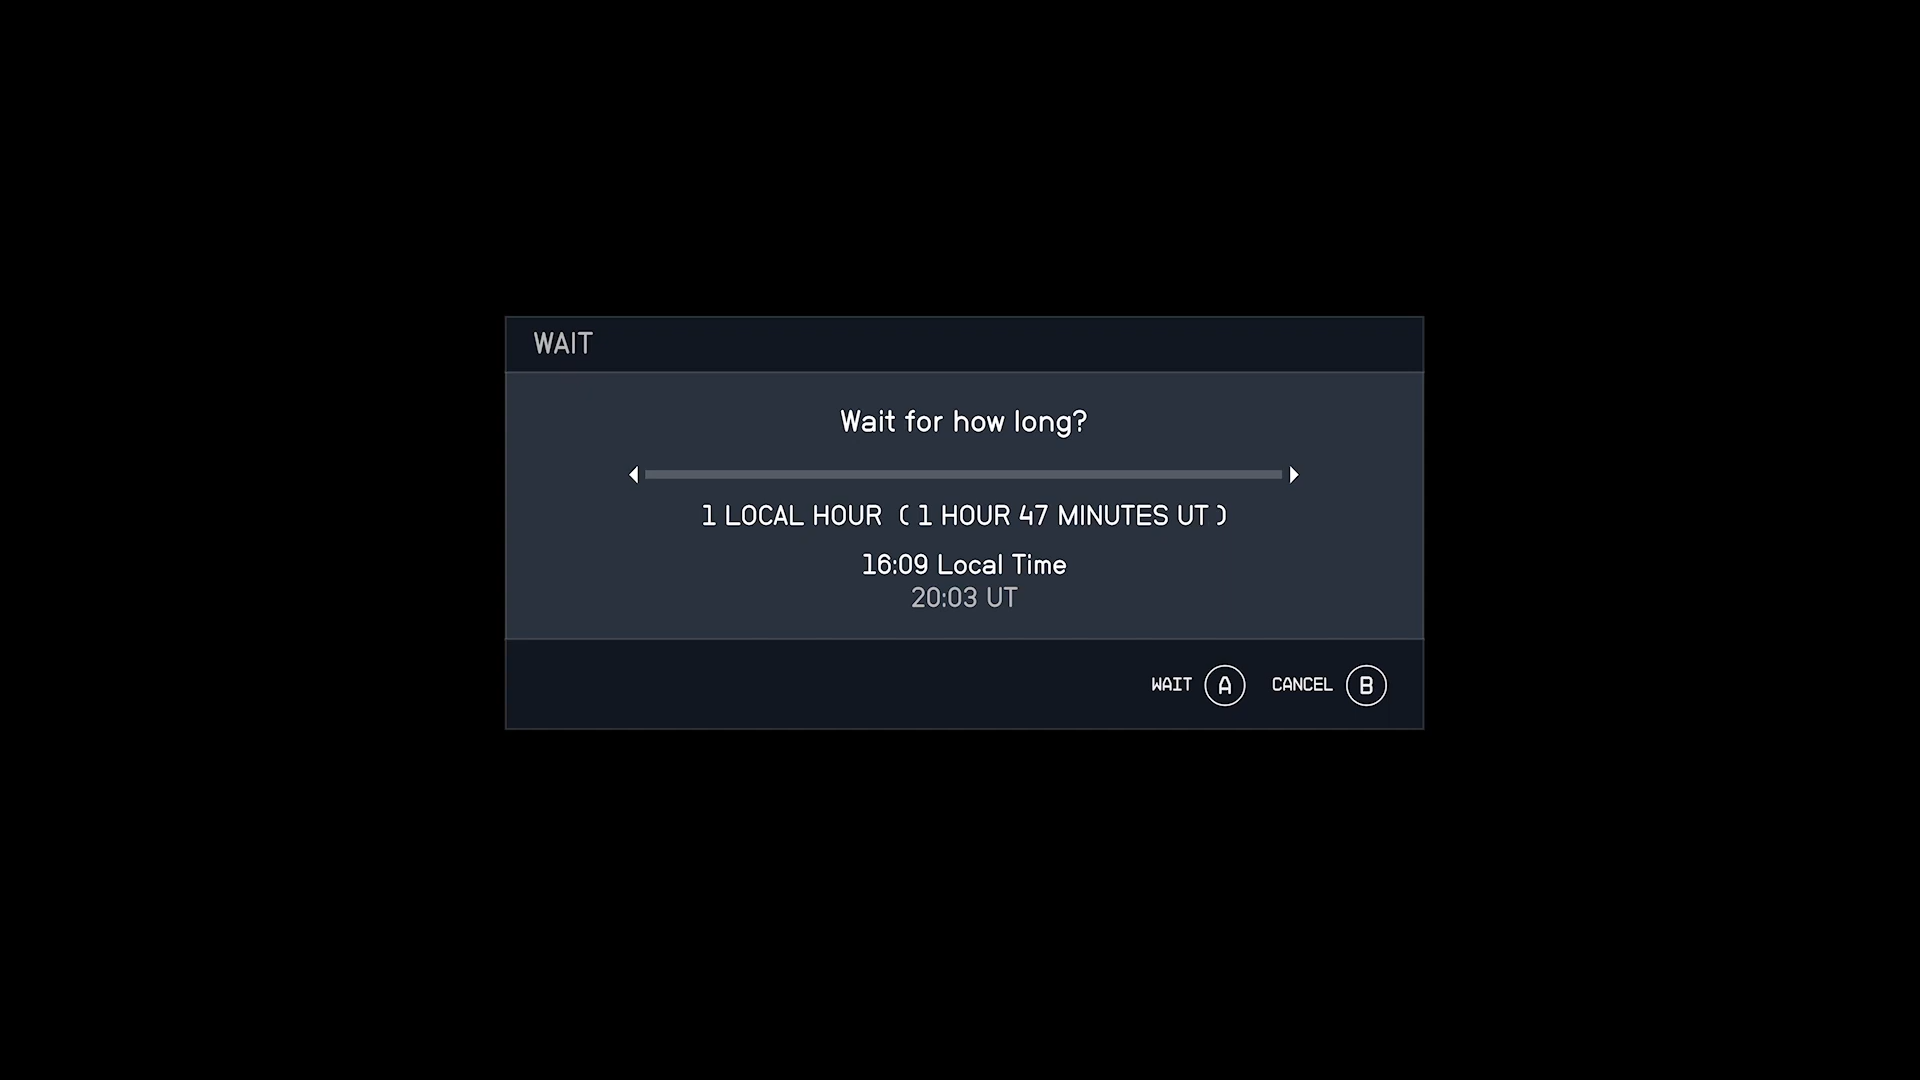 WAIT
Wait for how long?
1 LOCAL HOUR ( 1 HOUR 47 MINUTES UT )
16:09 Local Time
20:03 UT
WAIT A CANCEL B